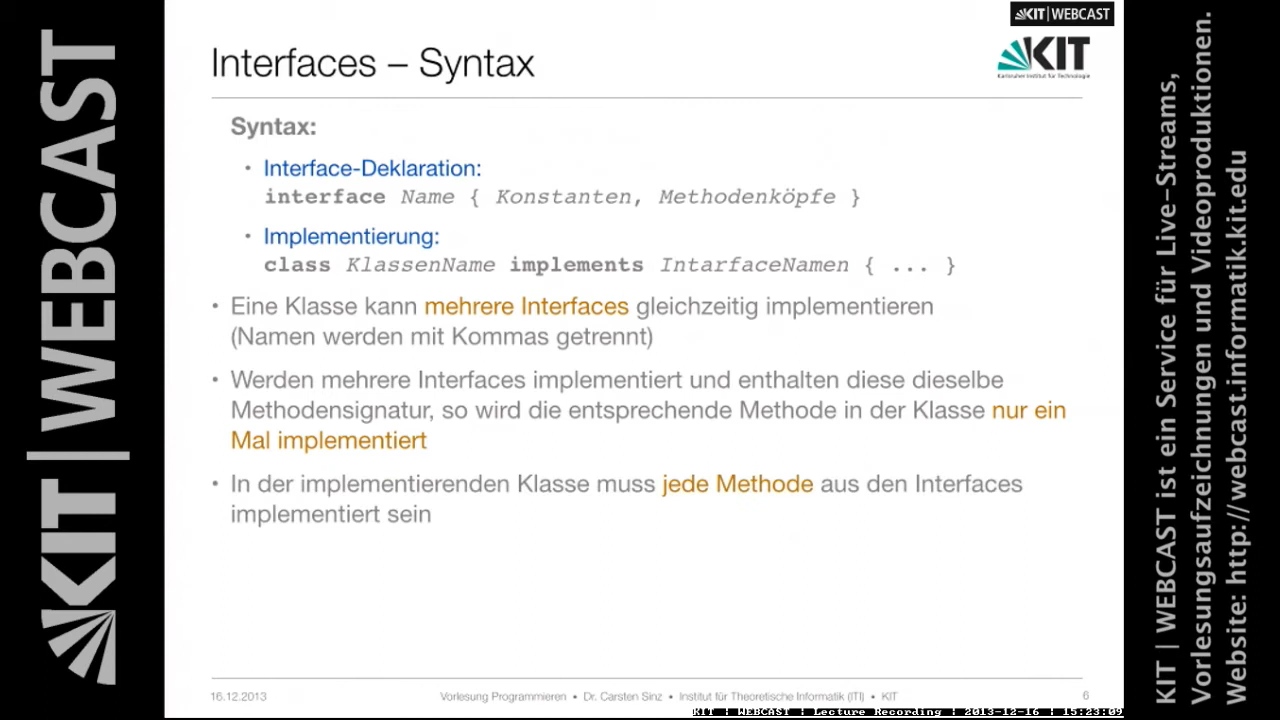 KIT | WEBCAST
KIT | WEBCAST
Interfaces – Syntax
KIT
Karlsruher Institut für Technologie
Syntax:
• Interface-Deklaration:
interface Name { Konstanten, Methodenköpfe }
• Implementierung:
class KlassenName implements IntarfaceNamen { ... }
• Eine Klasse kann mehrere Interfaces gleichzeitig implementieren
(Namen werden mit Kommas getrennt)
• Werden mehrere Interfaces implementiert und enthalten diese dieselbe
Methodensignatur, so wird die entsprechende Methode in der Klasse nur ein
Mal implementiert
• In der implementierenden Klasse muss jede Methode aus den Interfaces
implementiert sein
16.12.2013 Vorlesung Programmieren • Dr. Carsten Sinz • Institut für Theoretische Informatik (ITI) • KIT 6
KIT : WEBCAST : Lecture Recording : 2013-12-16 : 15:23:09
KIT | WEBCAST ist ein Service für Live-Streams,
Vorlesungsaufzeichnungen und Videoproduktionen.
Website: http://webcast.informatik.kit.edu